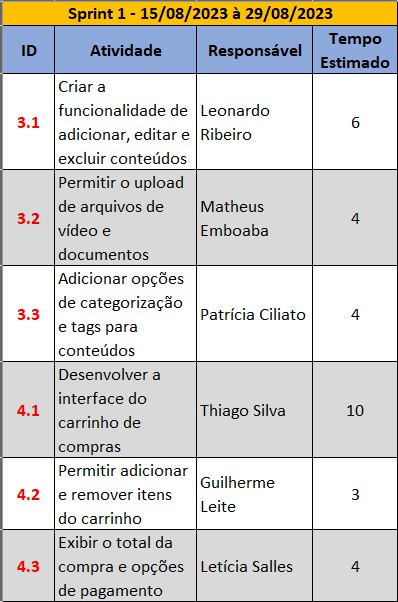 Sprint 1 - 15/08/2023 à 29/08/2023
ID Atividade Responsável Tempo Estimado
3.1 Criar a funcionalidade de adicionar, editar e excluir conteúdos Leonardo Ribeiro 6
3.2 Permitir o upload de arquivos de vídeo e documentos Matheus Emboaba 4
3.3 Adicionar opções de categorização e tags para conteúdos Patrícia Ciliato 4
4.1 Desenvolver a interface do carrinho de compras Thiago Silva 10
4.2 Permitir adicionar e remover itens do carrinho Guilherme Leite 3
4.3 Exibir o total da compra e opções de pagamento Letícia Salles 4